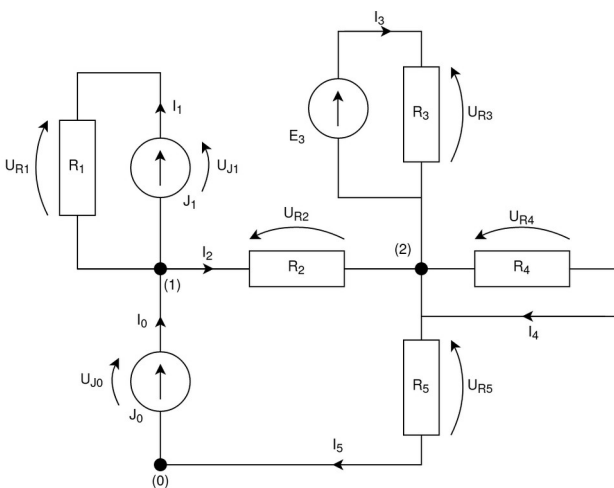 I3
E3
R3
UR3
I1
UR1
R1
J1
UJ1
UR2
(2)
UR4
I2
R2
R4
(1)
I0
I4
UJ0
J0
R5
UR5
I5
(0)